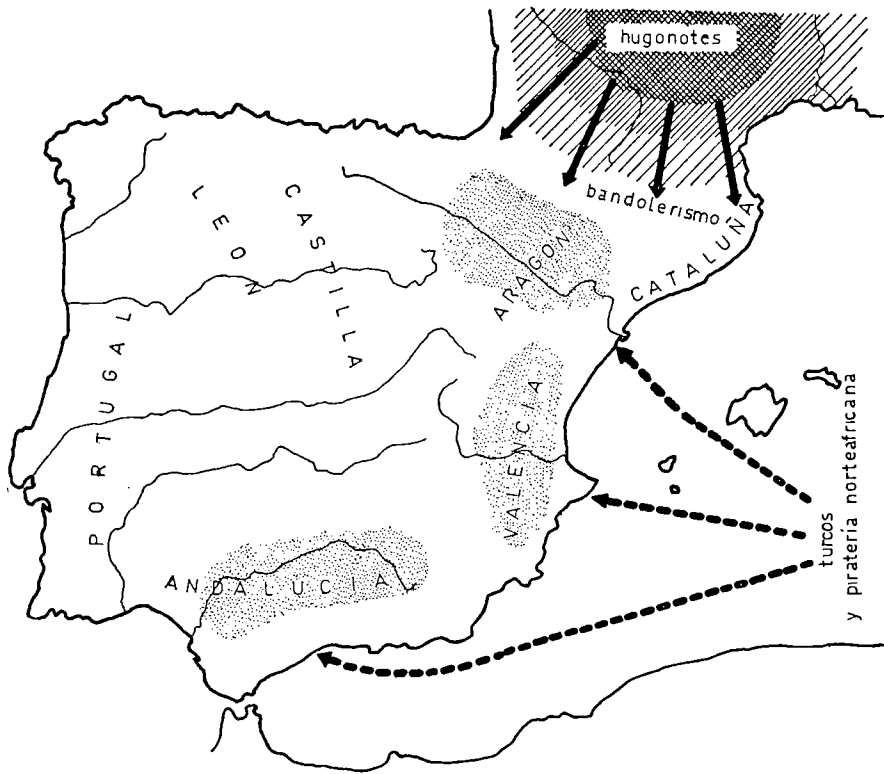 hugonotes
bandolerismo
CATALUÑA
LEON
CASTILLA
ARAGON
PORTUGAL
VALENCIA
ANDALUCIA
turcos
y piratería norteafricana